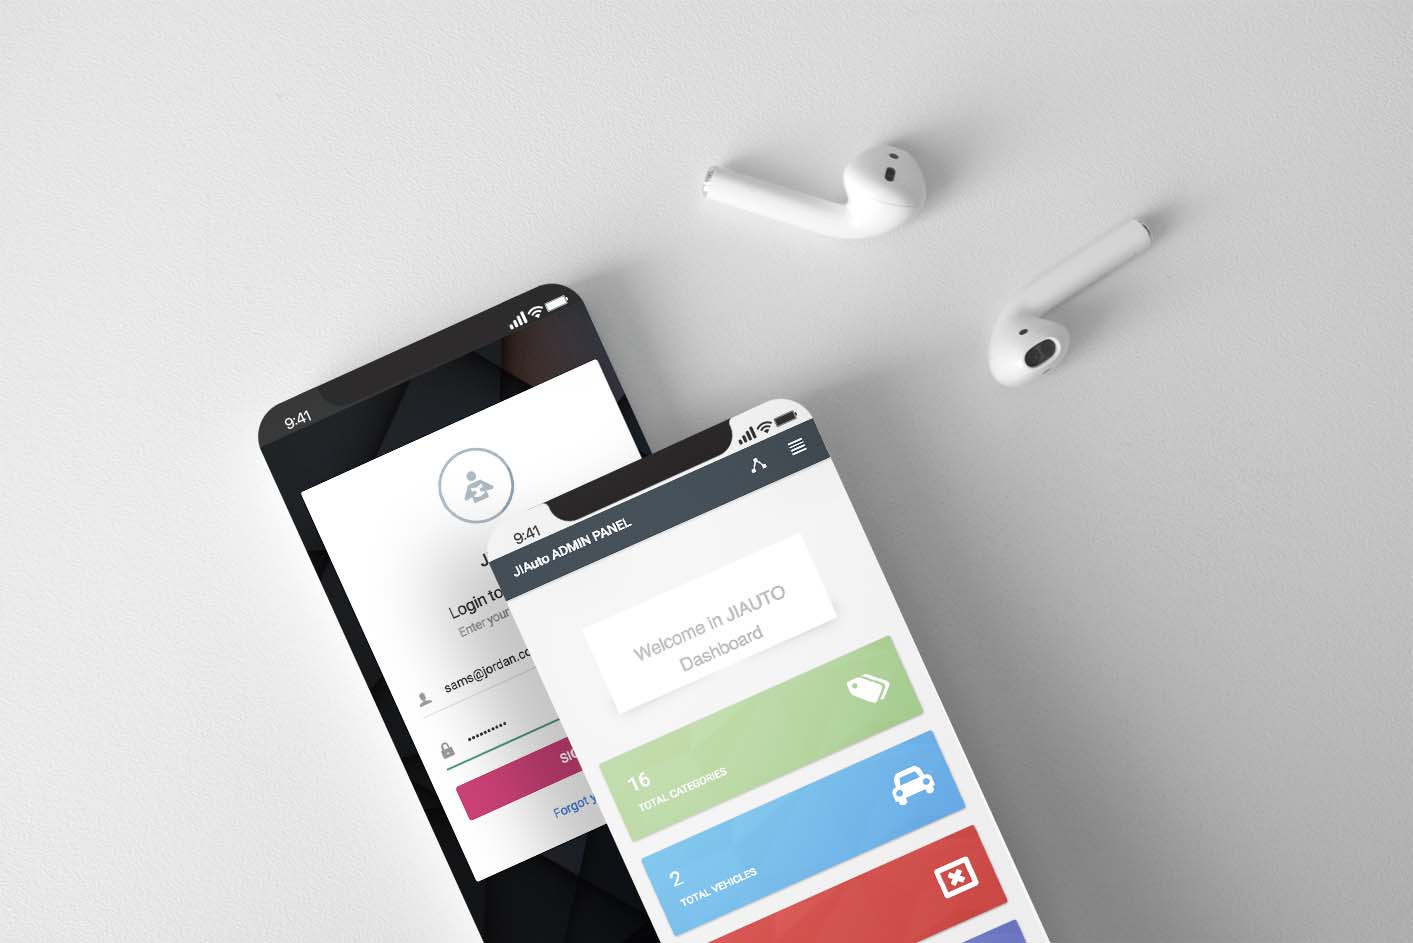 9:41
J
Login to
Enter your
sams@jordan.co
SIG
Forgot y
9:41
JIAuto ADMIN PANEL
Welcome in JIAUTO
Dashboard
16
TOTAL CATEGORIES
2
TOTAL VEHICLES